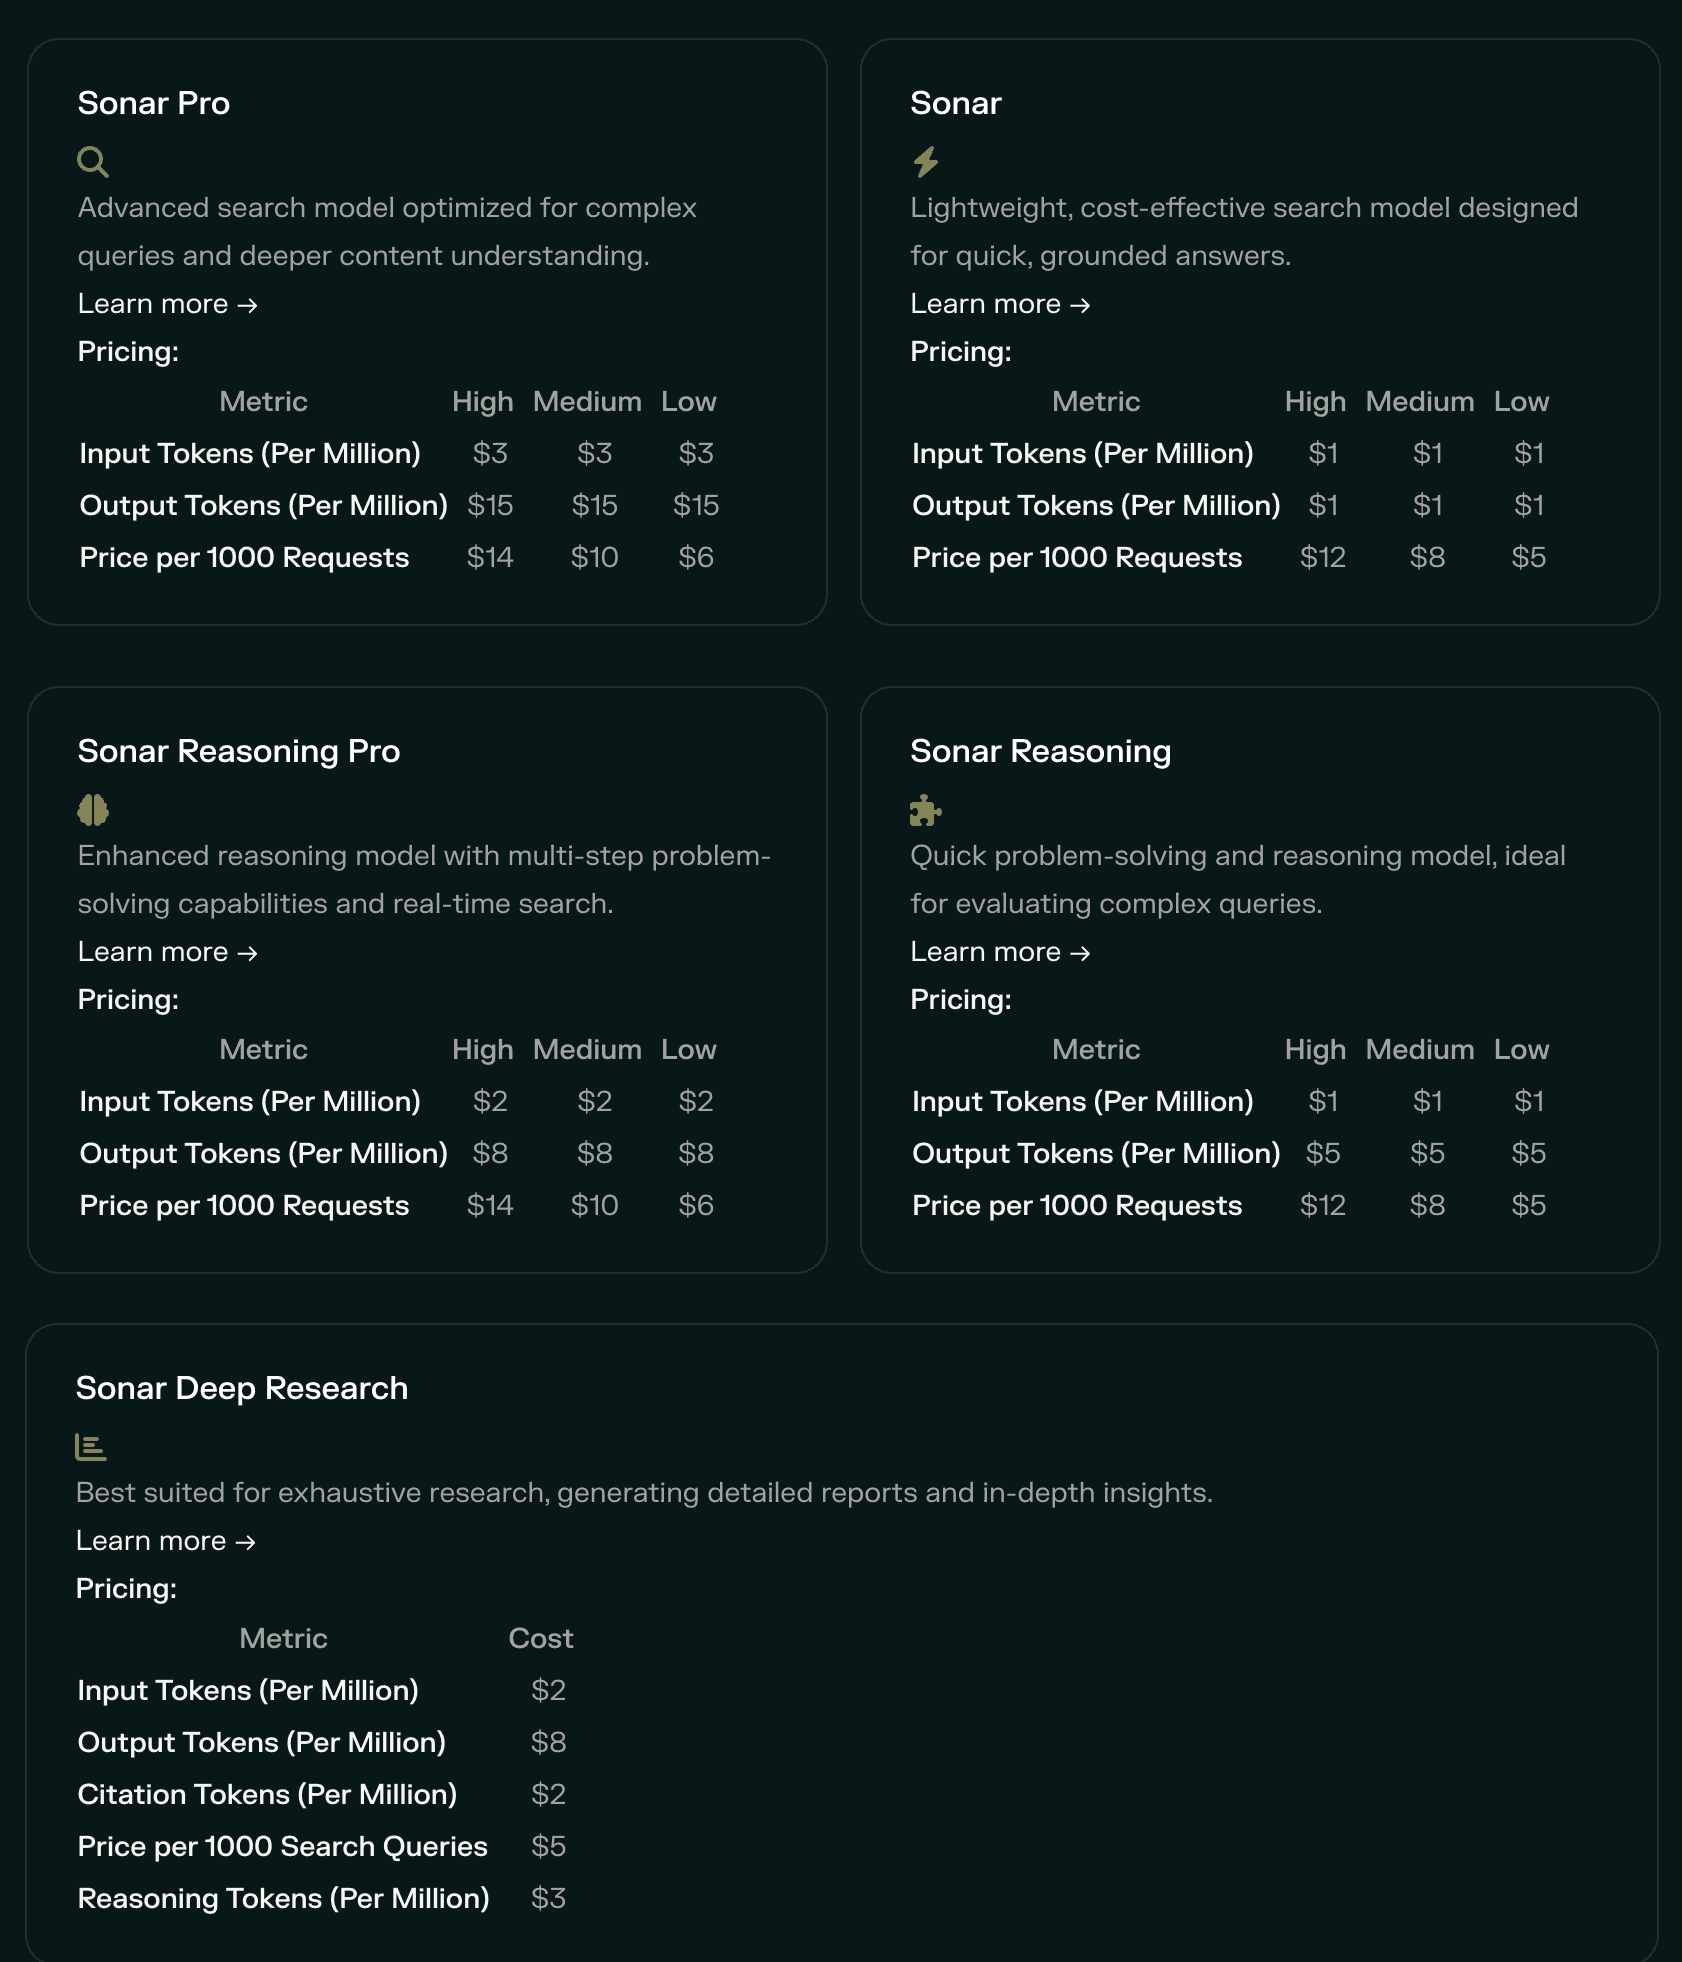 Sonar Pro
Advanced search model optimized for complex
queries and deeper content understanding.
Learn more →
Pricing:
Metric High Medium Low
Input Tokens (Per Million) $3 $3 $3
Output Tokens (Per Million) $15 $15 $15
Price per 1000 Requests $14 $10 $6
Sonar
Lightweight, cost-effective search model designed
for quick, grounded answers.
Learn more →
Pricing:
Metric High Medium Low
Input Tokens (Per Million) $1 $1 $1
Output Tokens (Per Million) $1 $1 $1
Price per 1000 Requests $12 $8 $5
Sonar Reasoning Pro
Enhanced reasoning model with multi-step problem-
solving capabilities and real-time search.
Learn more →
Pricing:
Metric High Medium Low
Input Tokens (Per Million) $2 $2 $2
Output Tokens (Per Million) $8 $8 $8
Price per 1000 Requests $14 $10 $6
Sonar Reasoning
Quick problem-solving and reasoning model, ideal
for evaluating complex queries.
Learn more →
Pricing:
Metric High Medium Low
Input Tokens (Per Million) $1 $1 $1
Output Tokens (Per Million) $5 $5 $5
Price per 1000 Requests $12 $8 $5
Sonar Deep Research
Best suited for exhaustive research, generating detailed reports and in-depth insights.
Learn more →
Pricing:
Metric Cost
Input Tokens (Per Million) $2
Output Tokens (Per Million) $8
Citation Tokens (Per Million) $2
Price per 1000 Search Queries $5
Reasoning Tokens (Per Million) $3